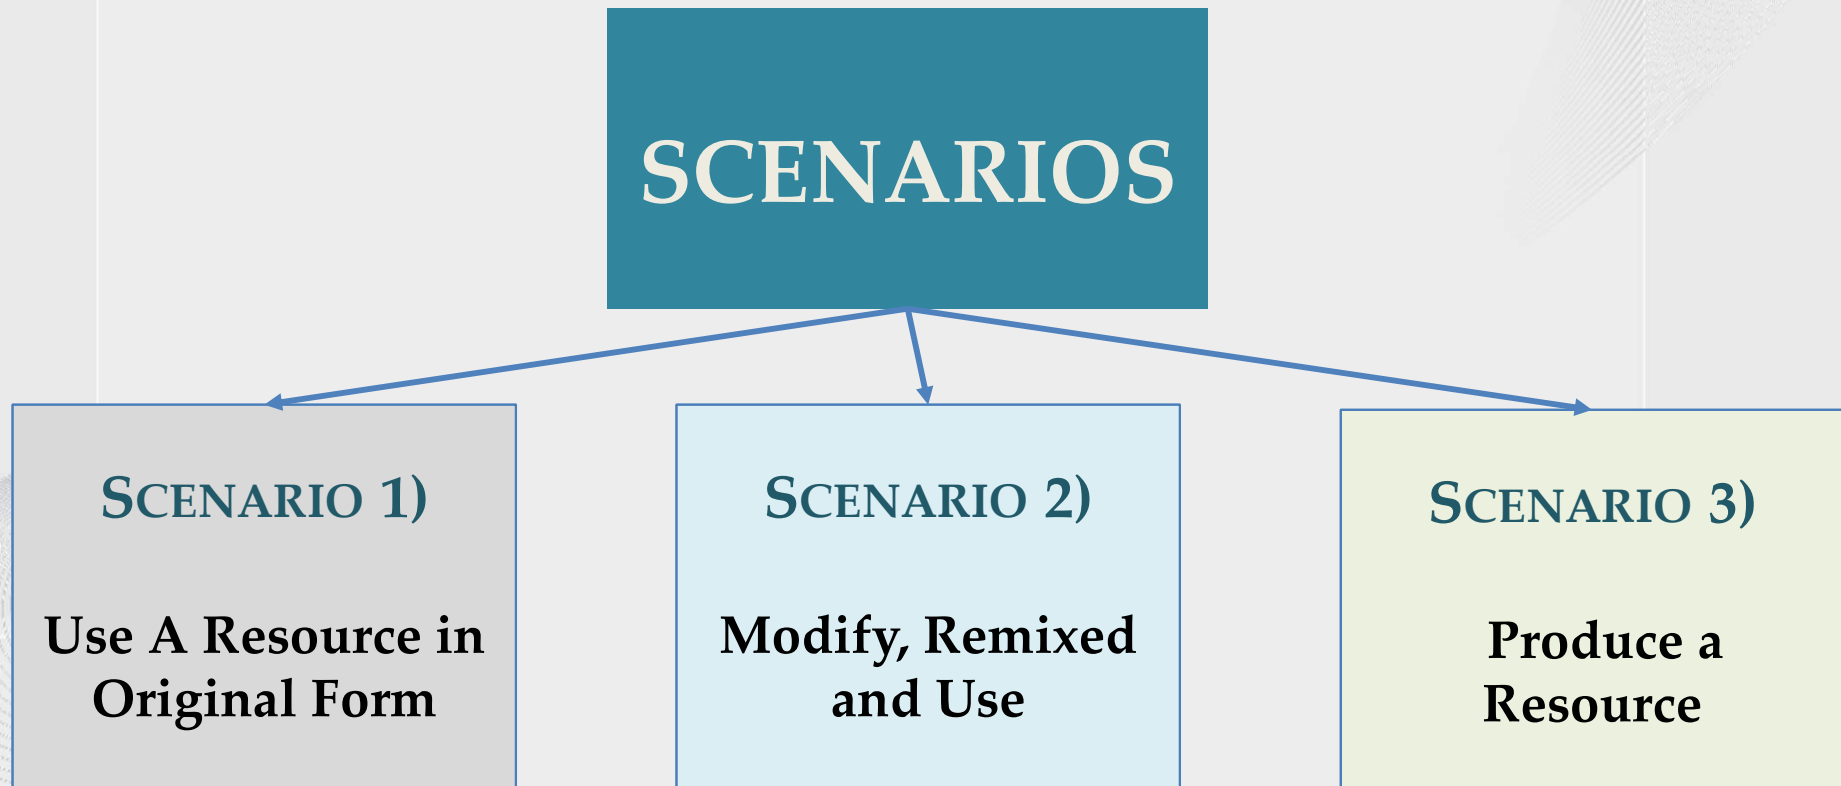 SCENARIOS
SCENARIO 1)
Use A Resource in
Original Form
SCENARIO 2)
Modify, Remixed
and Use
SCENARIO 3)
Produce a
Resource